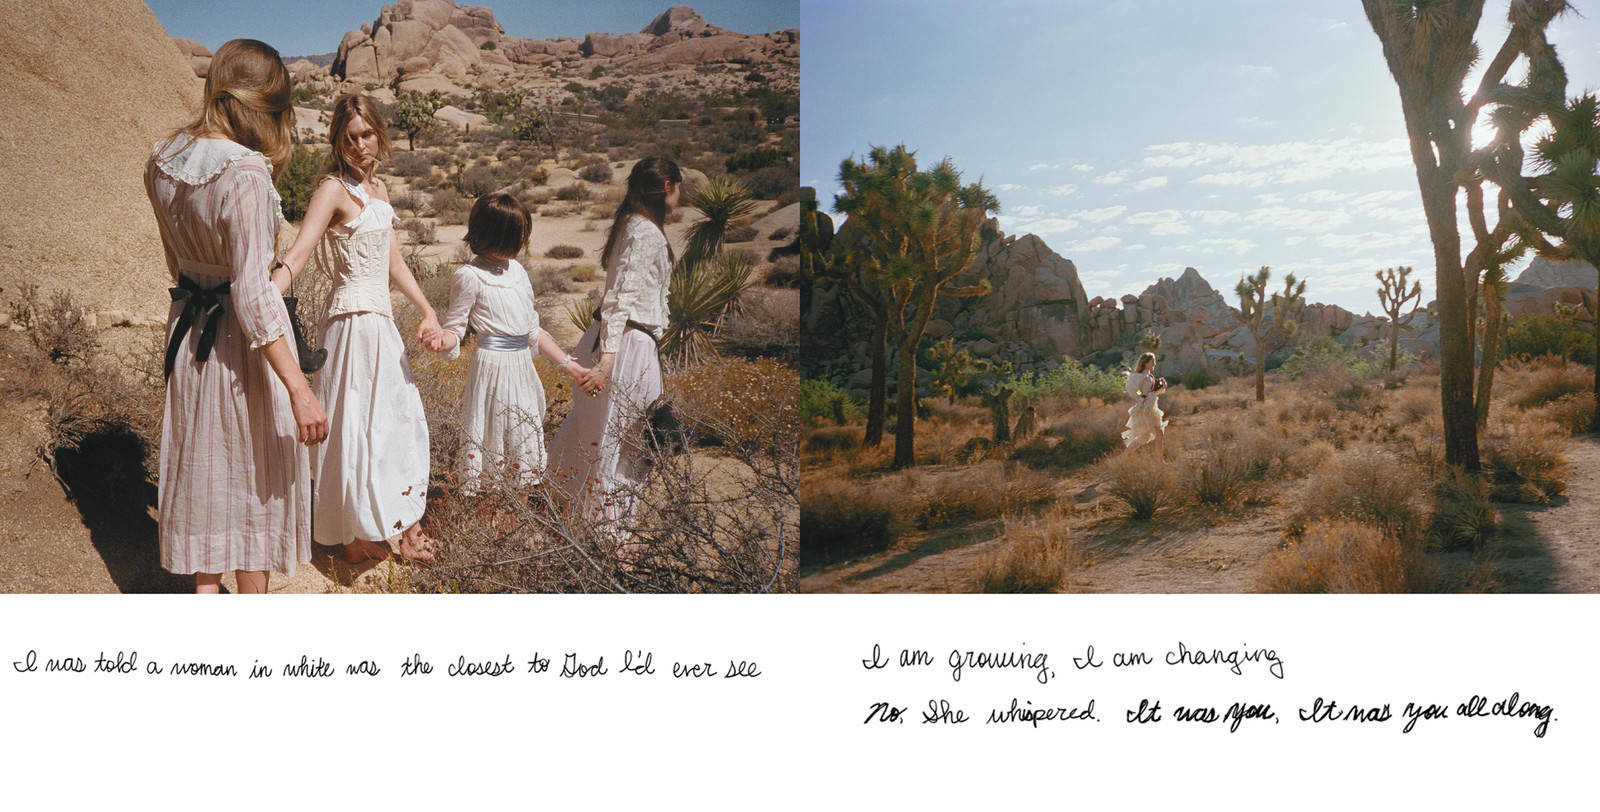 I was told a woman in white was the closest to God I'd ever see
I am growing, I am changing
No, She whispered. It was you, It was you all along.